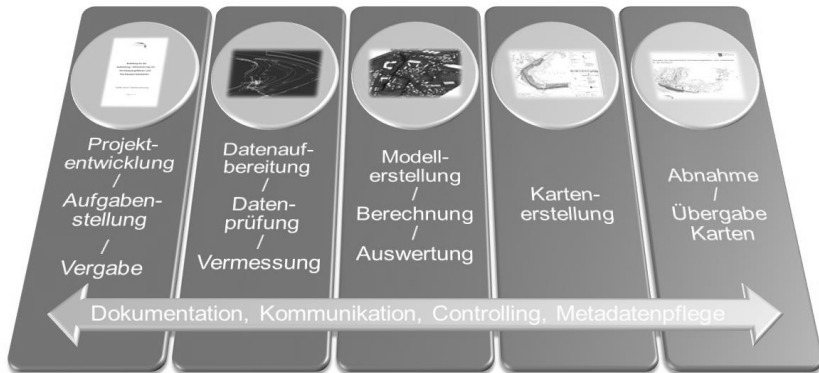 Projekt-
entwicklung
/
Aufgaben-
stellung
/
Vergabe
Datenauf-
bereitung
/
Daten-
prüfung
/
Vermessung
Modell-
erstellung
/
Berechnung
/
Auswertung
Karten-
erstellung
Abnahme
/
Übergabe
Karten
Dokumentation, Kommunikation, Controlling, Metadatenpflege